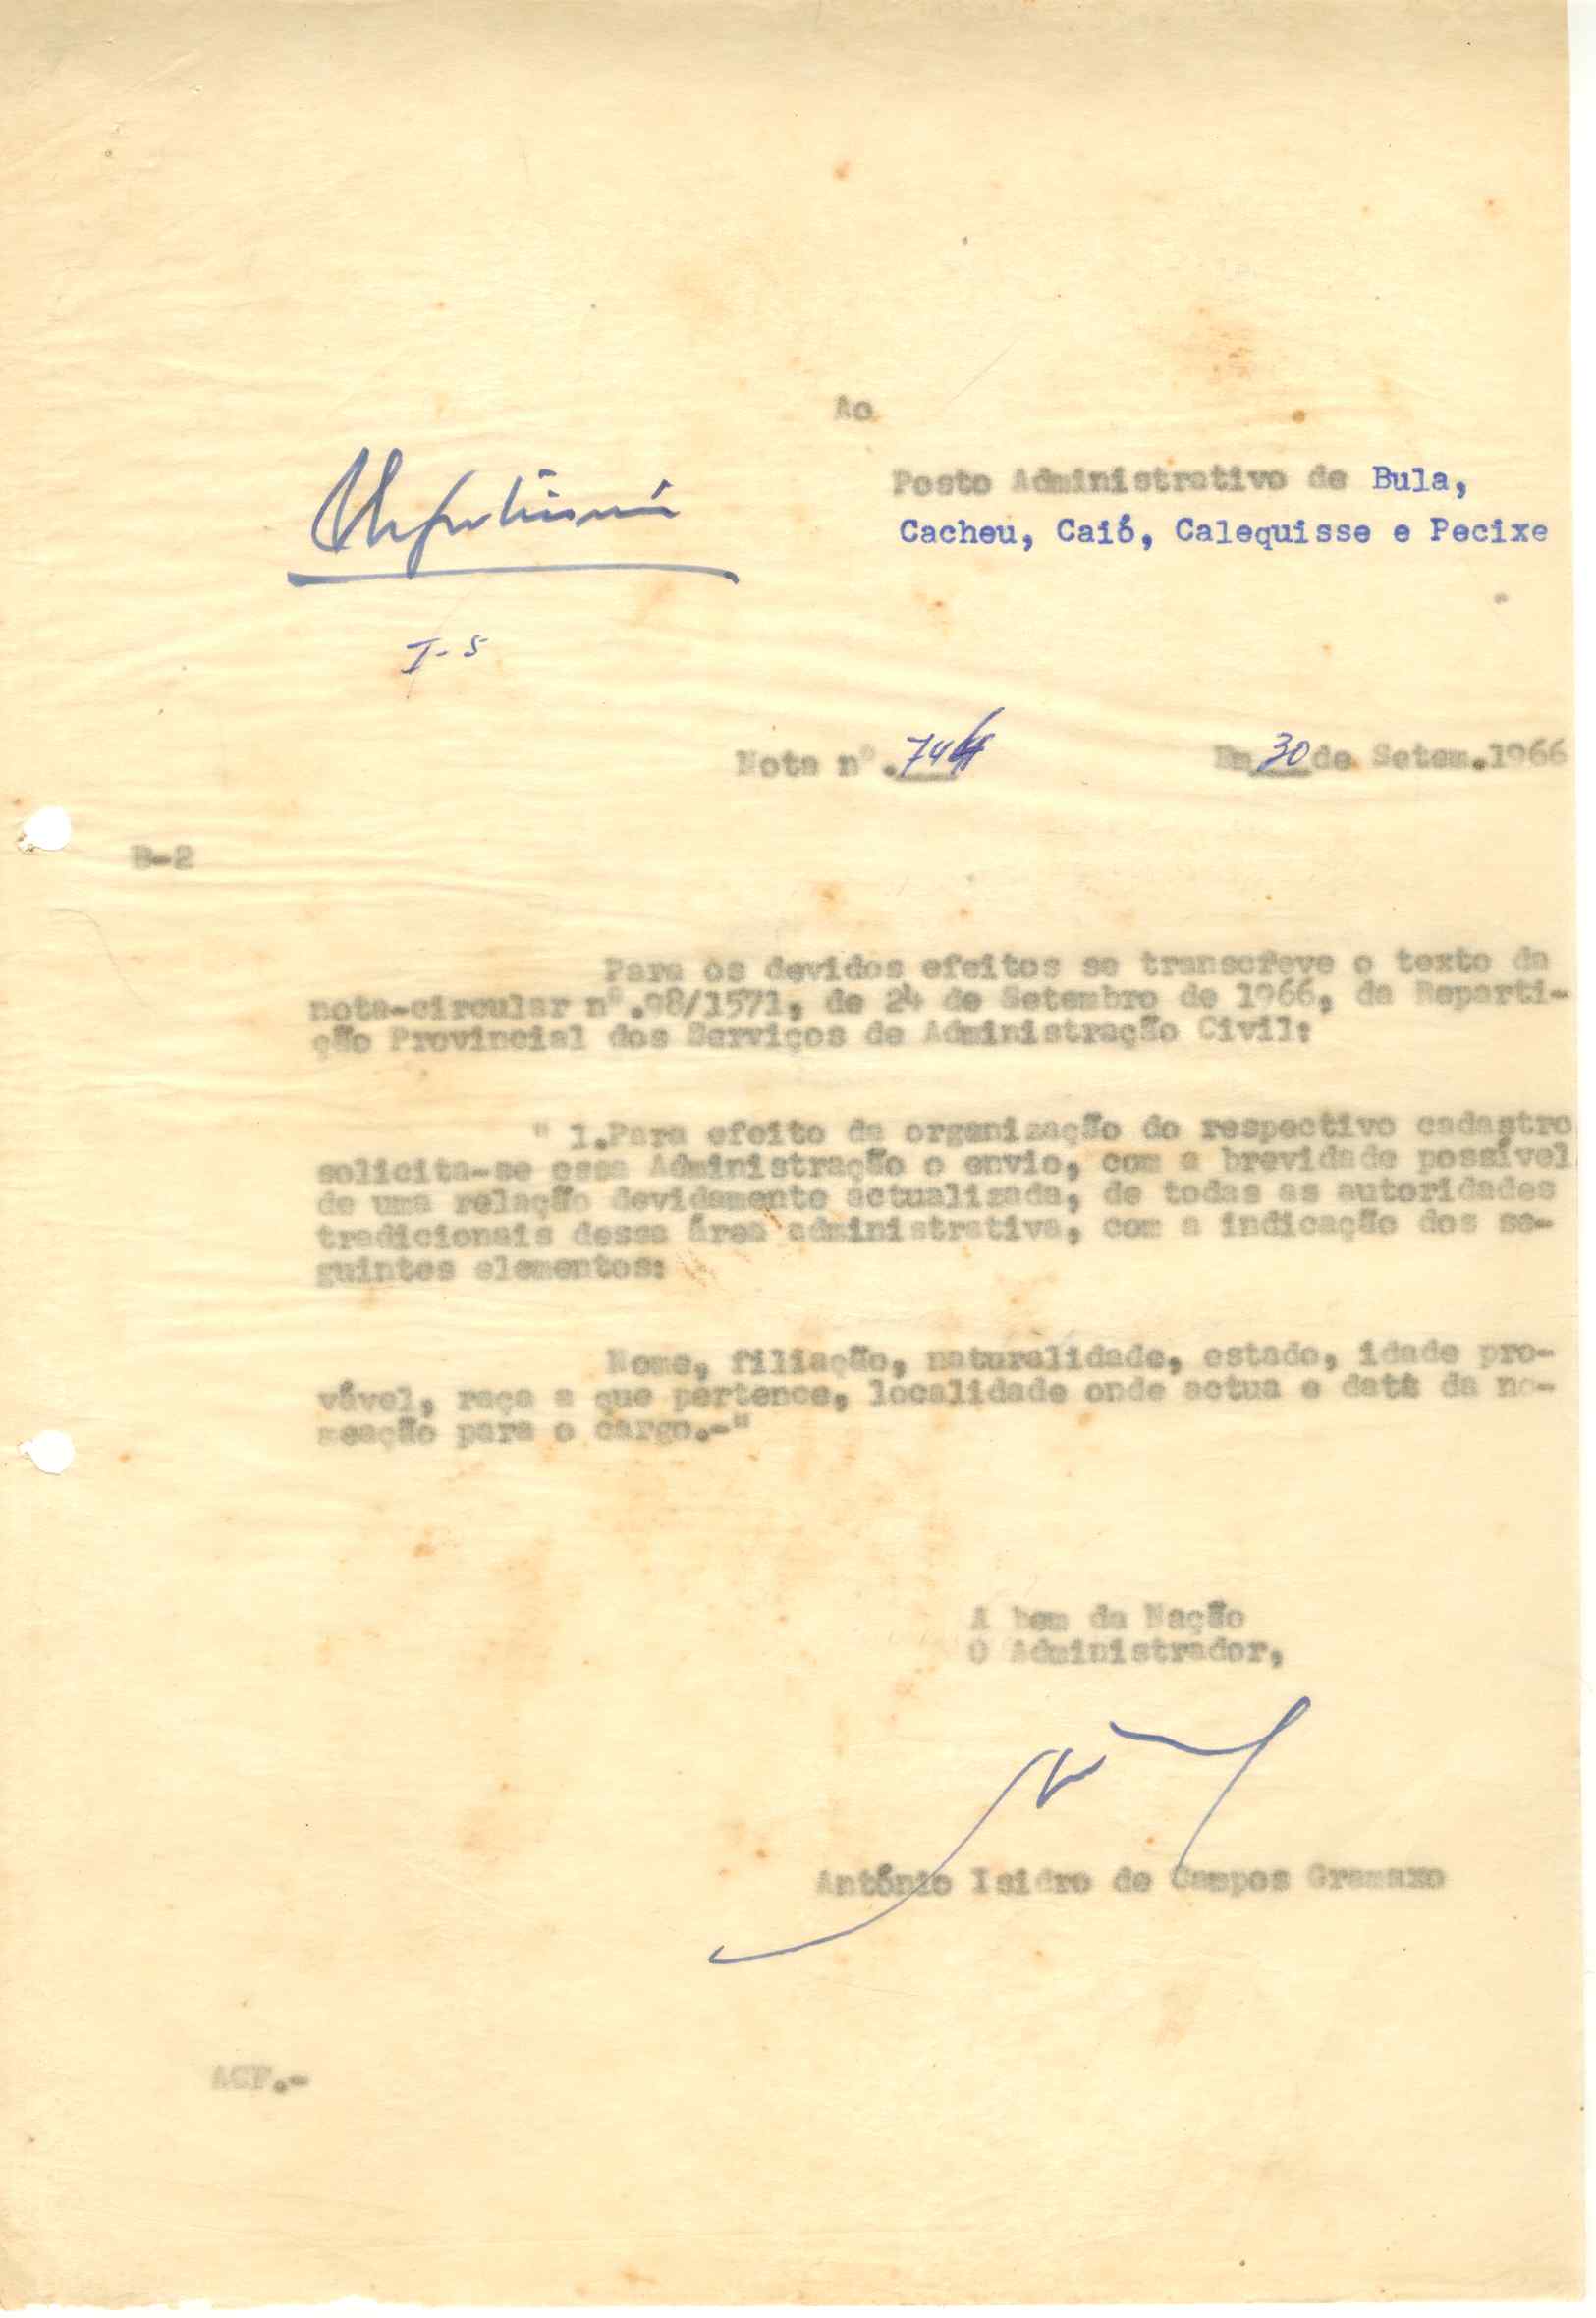 Ao
Posto Administrativo de Bula,
Cacheu, Caió, Calequisse e Pecixe
I-5
Nota nº. Em 30 de Setem.1966
B-2
Para os devidos efeitos se transcreve o texto da
nota-circular nº.98/1571, de 24 de Setembro de 1966, da Reparti-
ção Provincial dos Serviços de Administração Civil:
" 1.Para efeito da organização do respectivo cadastro
solicita-se essa Administração o envio, com a brevidade possível
de uma relação devidamente actualizada, de todas as autoridades
tradicionais dessa área administrativa, com a indicação dos se-
guintes elementos:
Nome, filiação, naturalidade, estado, idade pro-
vável, raça a que pertence, localidade onde actua e data da no-
meação para o cargo.-"
A bem da Nação
O Administrador,
António Isidro de Campos Gramaxo
ACF.-